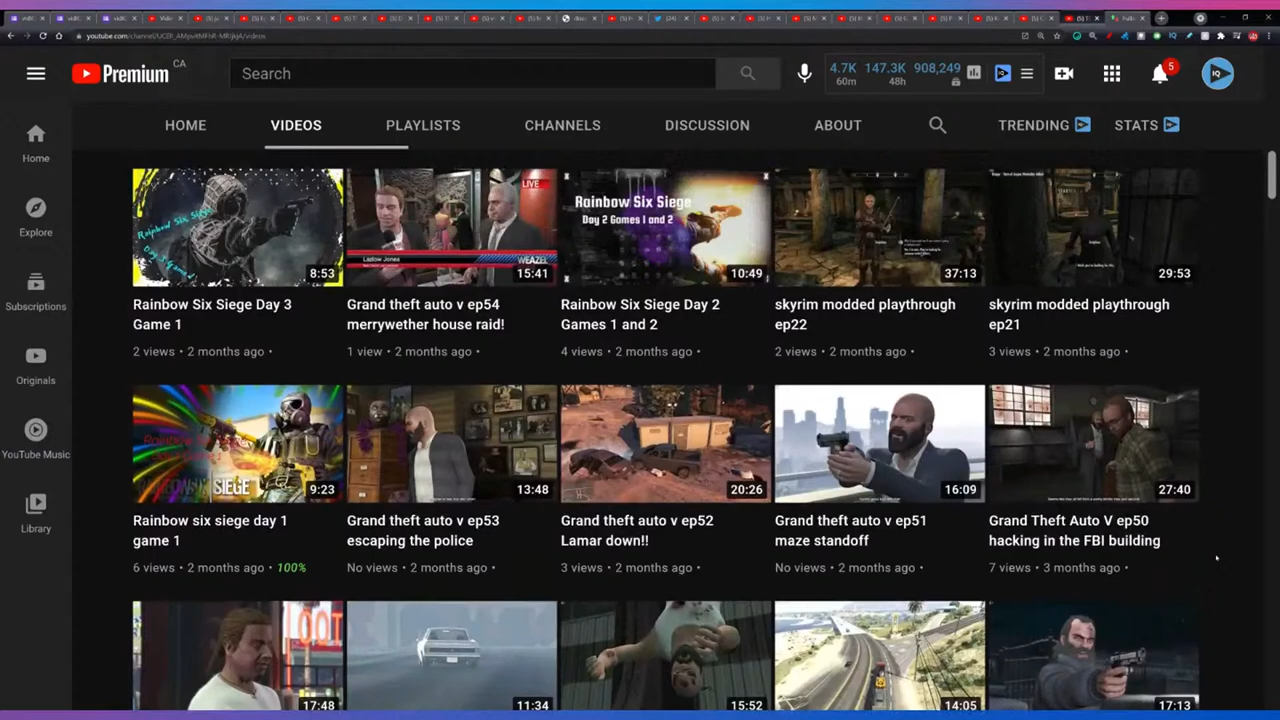 youtube.com/channel/UCEll_AMpvitMFhR-MRIjkjA/videos
Premium CA
Search
4.7K 147.3K 908,249
60m 48h
5
IQ
HOME VIDEOS PLAYLISTS CHANNELS DISCUSSION ABOUT TRENDING STATS
Home
Explore
Subscriptions
Originals
YouTube Music
Library
Rainbow Six Siege
8:53
LIVE
Lazlow Jones
WEAZEL
15:41
Rainbow Six Siege
Day 2 Games 1 and 2
10:49
37:13
29:53
Rainbow Six Siege Day 3
Game 1
2 views • 2 months ago •
Grand theft auto v ep54
merrywether house raid!
1 view • 2 months ago •
Rainbow Six Siege Day 2
Games 1 and 2
4 views • 2 months ago •
skyrim modded playthrough
ep22
2 views • 2 months ago •
skyrim modded playthrough
ep21
3 views • 2 months ago •
SIEGE
9:23
13:48
20:26
16:09
27:40
Rainbow six siege day 1
game 1
6 views • 2 months ago • 100%
Grand theft auto v ep53
escaping the police
No views • 2 months ago •
Grand theft auto v ep52
Lamar down!!
3 views • 2 months ago •
Grand theft auto v ep51
maze standoff
No views • 2 months ago •
Grand Theft Auto V ep50
hacking in the FBI building
7 views • 3 months ago •
17:48
11:34
15:52
14:05
17:13